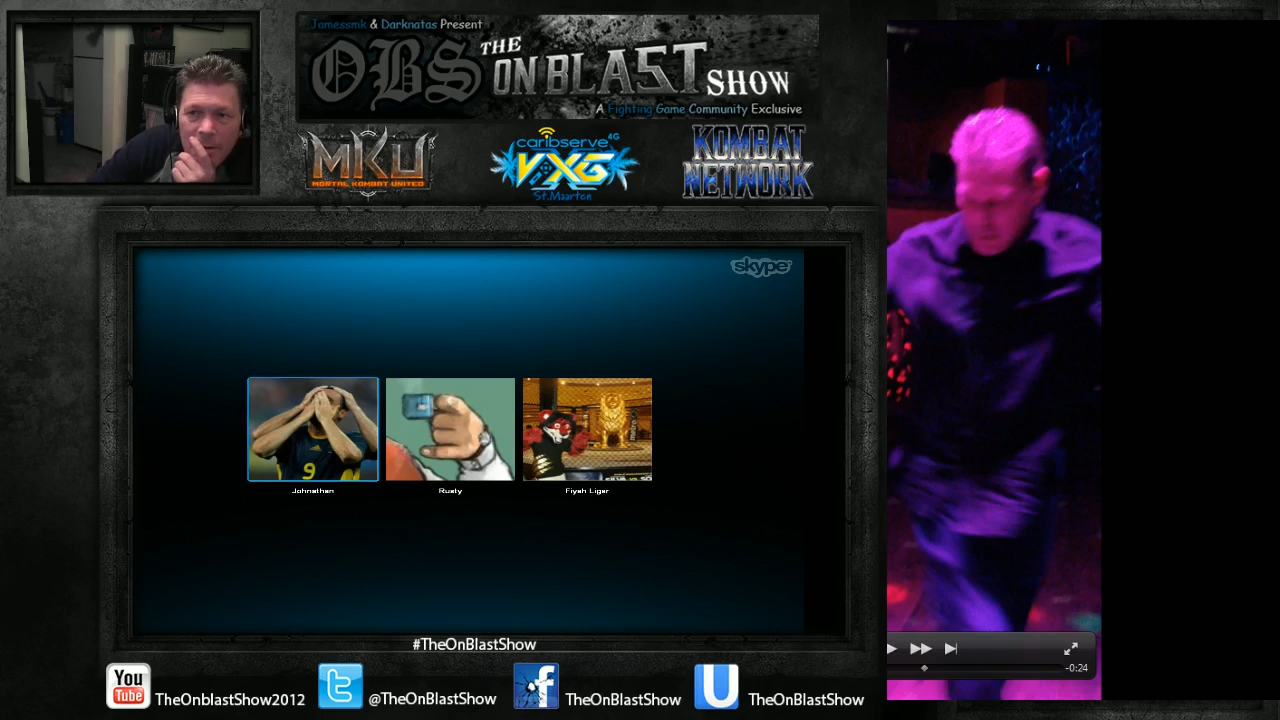 Jamessmk & Darknatas Present
OBS THE ON BLAST SHOW
A Fighting Game Community Exclusive
MKU
MORTAL KOMBAT UNITED
caribserve 4G
VXG
St.Maarten
KOMBAT
NETWORK
skype
9
Johnathan
Rusty
Fiyah Liger
#TheOnBlastShow
You
Tube
TheOnblastShow2012
@TheOnBlastShow
TheOnBlastShow
TheOnBlastShow
-0:24